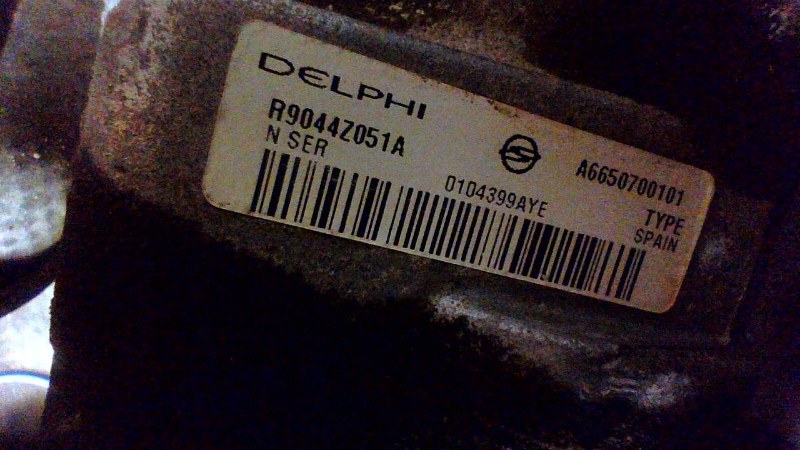 DELPHI
R9044Z051A
A6650700101
N SER
0104399AYE
TYPE
SPAIN